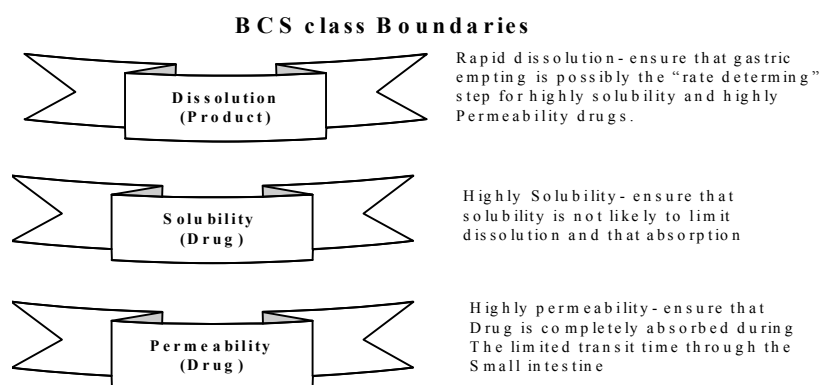 BCS class Boundaries
Dissolution
(Product)
Rapid dissolution- ensure that gastric
empting is possibly the “rate determing”
step for highly solubility and highly
Permeability drugs.
Solubility
(Drug)
Highly Solubility- ensure that
solubility is not likely to limit
dissolution and that absorption
Permeability
(Drug)
Highly permeability- ensure that
Drug is completely absorbed during
The limited transit time through the
Small intestine